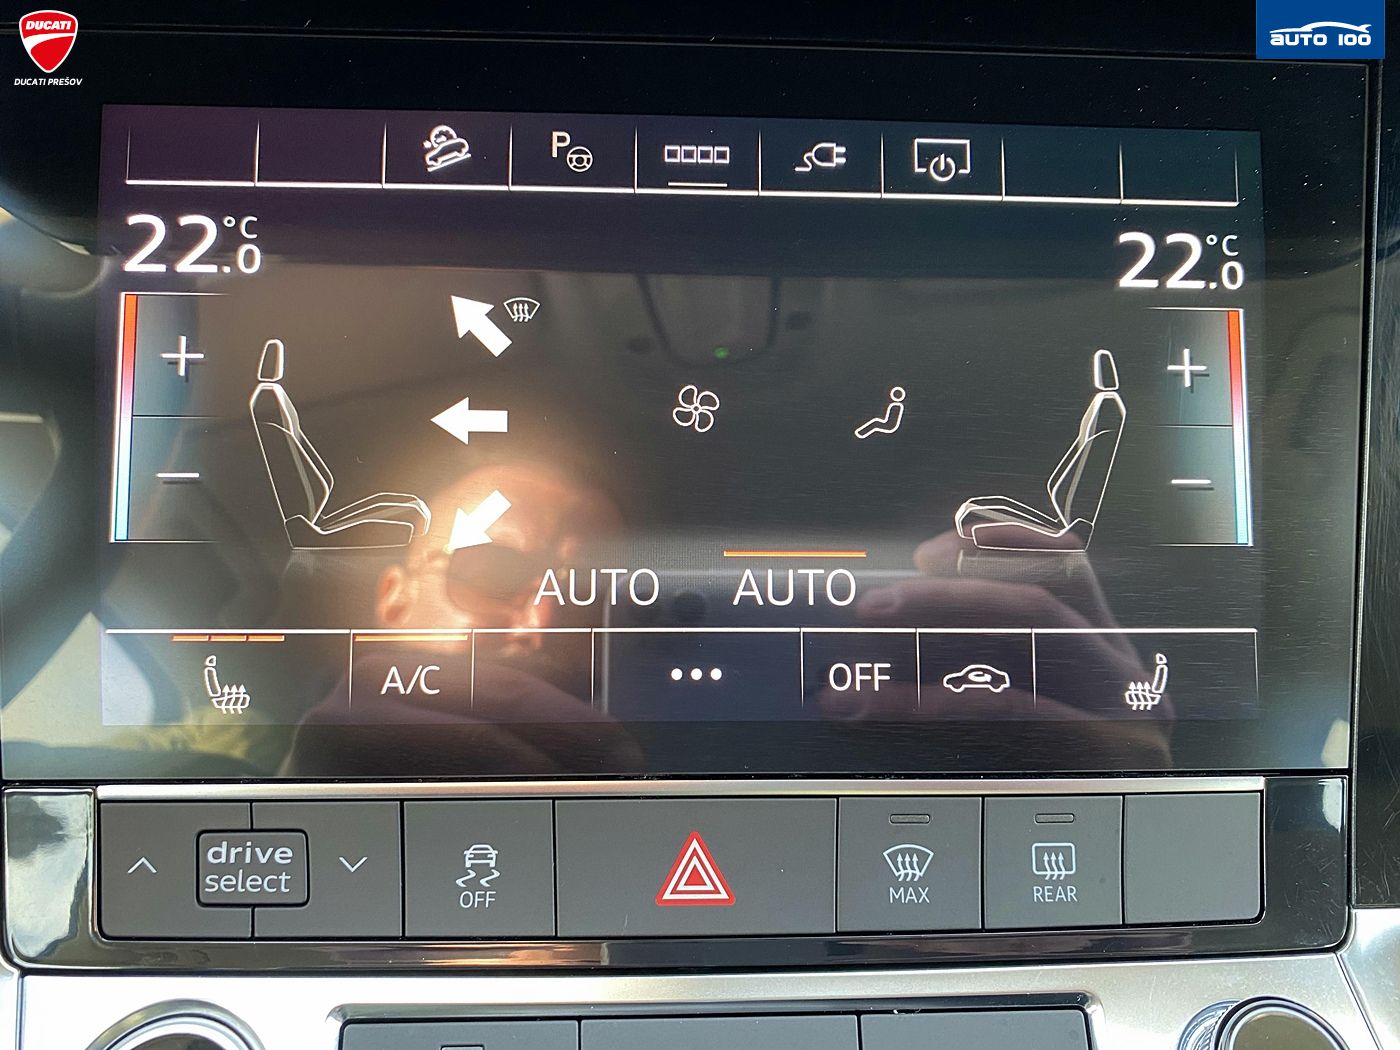 DUCATI
DUCATI PREŠOV
AUTO 100
P
22.0 °C
22.0 °C
+
+
−
−
AUTO AUTO
A/C ... OFF
drive
select
OFF
MAX
REAR